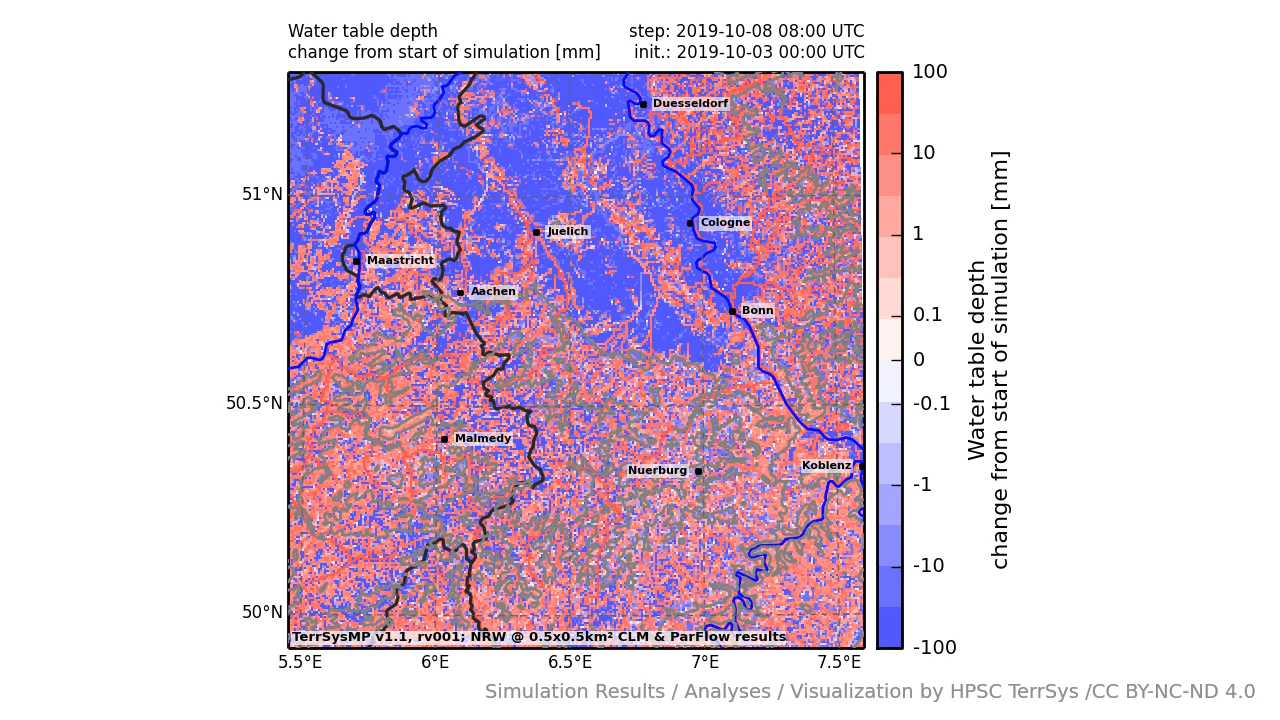 Water table depth
change from start of simulation [mm]
step: 2019-10-08 08:00 UTC
init.: 2019-10-03 00:00 UTC
100
10
1
0.1
0
-0.1
-1
-10
-100
Water table depth
change from start of simulation [mm]
51°N
50.5°N
50°N
Duesseldorf
Cologne
Juelich
Maastricht
Aachen
Bonn
Malmedy
Nuerburg
Koblenz
TerrSysMP v1.1, rv001; NRW @ 0.5x0.5km² CLM & ParFlow results
5.5°E
6°E
6.5°E
7°E
7.5°E
Simulation Results / Analyses / Visualization by HPSC TerrSys /CC BY-NC-ND 4.0